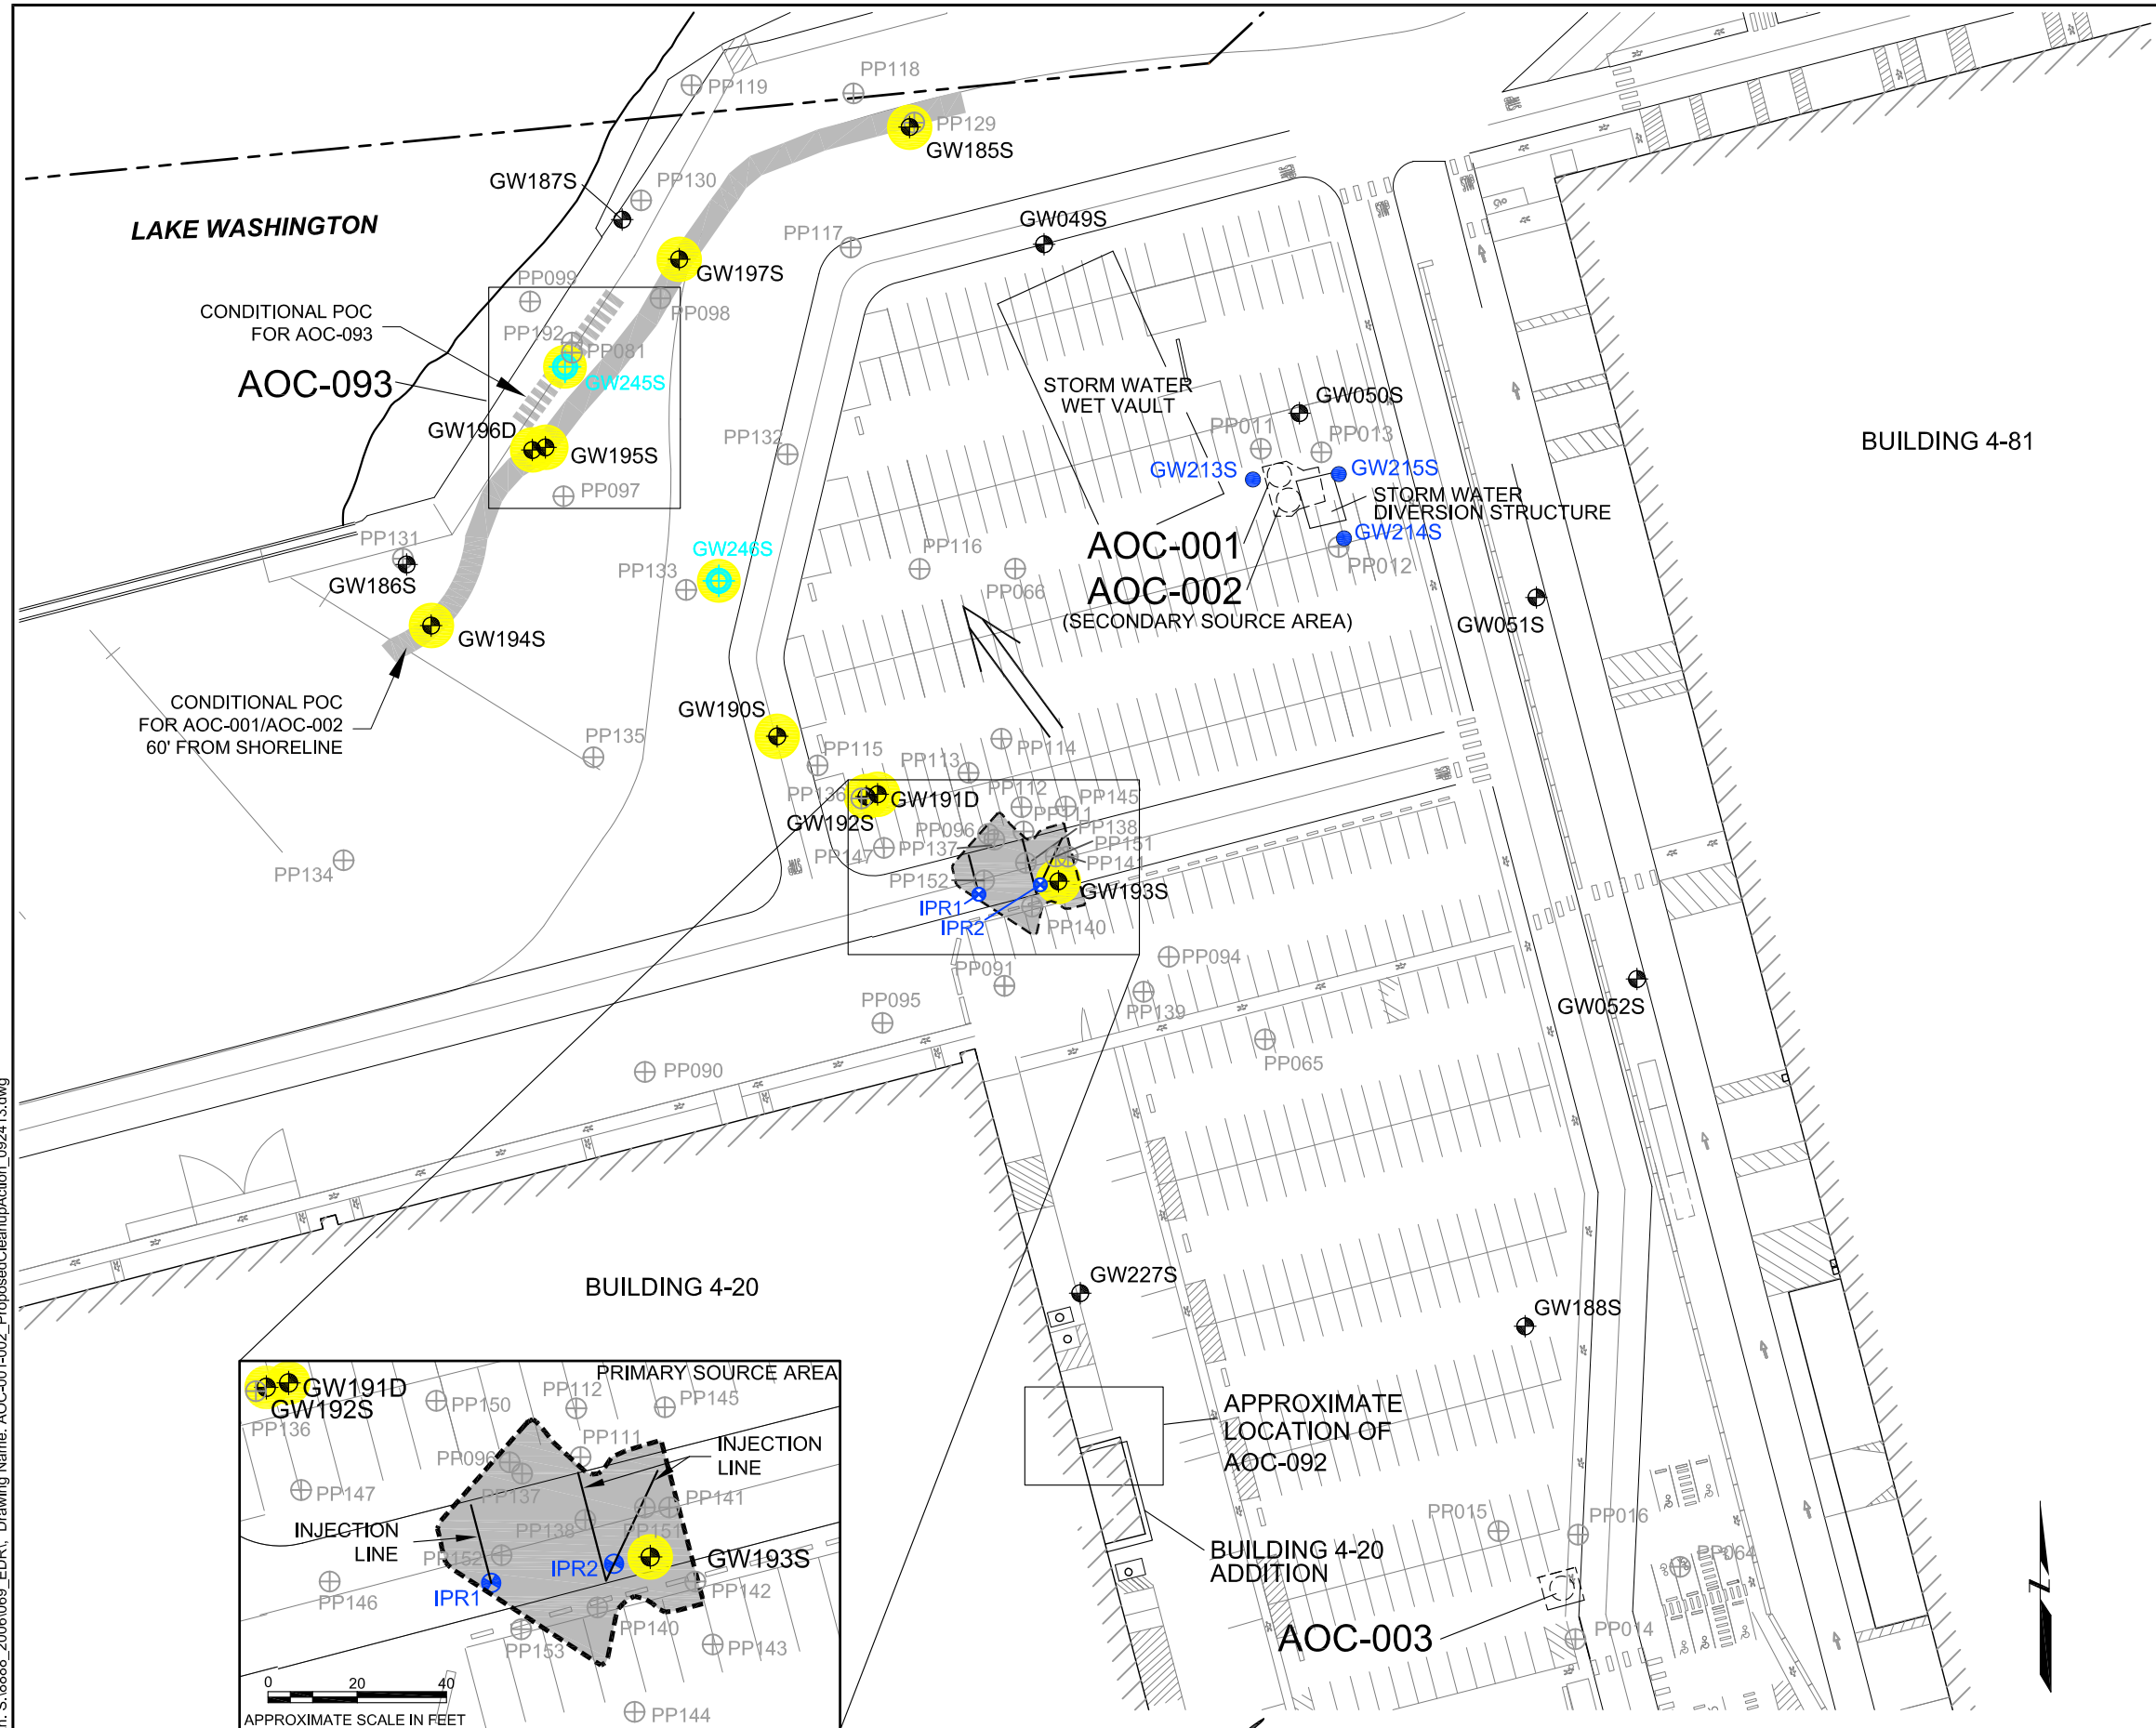 PP118
PP119
PP129
GW185S
GW187S
PP130
LAKE WASHINGTON
GW049S
PP117
GW197S
PP099
PP098
CONDITIONAL POC
FOR AOC-093
PP192
PP081
AOC-093
GW245S
STORM WATER
WET VAULT
GW050S
GW196D
GW195S
PP132
PP011
PP013
BUILDING 4-81
GW213S
GW215S
PP097
STORM WATER
DIVERSION STRUCTURE
GW214S
PP131
GW246S
PP116
AOC-001
PP012
GW186S
PP133
PP066
AOC-002
(SECONDARY SOURCE AREA)
GW051S
GW194S
CONDITIONAL POC
FOR AOC-001/AOC-002
60' FROM SHORELINE
GW190S
PP135
PP115
PP113
PP114
PP136
GW191D
PP112
PP145
GW192S
PP111
PP096
PP138
PP137
PP151
PP147
PP141
PP134
PP152
GW193S
IPR1
IPR2
PP140
PP094
PP091
PP095
PP139
GW052S
PP065
PP090
BUILDING 4-20
GW227S
GW188S
PRIMARY SOURCE AREA
GW191D
GW192S
PP136
PP150
PP112
PP145
PP111
INJECTION
LINE
PP096
PP147
PP137
PP141
INJECTION
LINE
PP138
PP151
PP152
IPR2
GW193S
PP146
IPR1
PP142
PP140
PP153
PP143
PP144
0 20 40
APPROXIMATE SCALE IN FEET
APPROXIMATE
LOCATION OF
AOC-092
BUILDING 4-20
ADDITION
PP015
PP016
PP064
AOC-003
PP014
Z